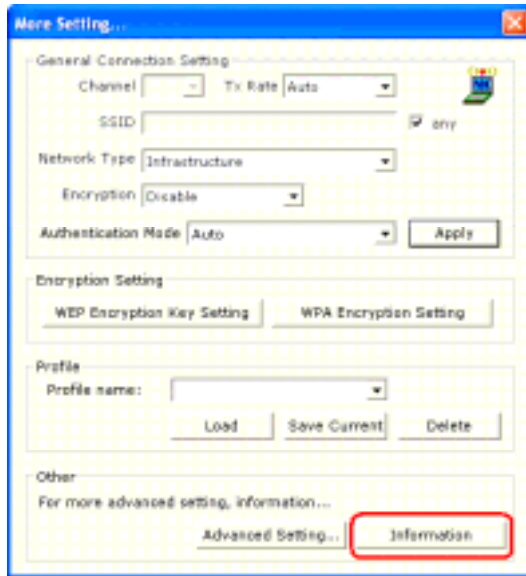 More Setting...
General Connection Setting
Channel Tx Rate Auto
SSID any
Network Type Infrastructure
Encryption Disable
Authentication Mode Auto Apply
Encryption Setting
WEP Encryption Key Setting WPA Encryption Setting
Profile
Profile name:
Load Save Current Delete
Other
For more advanced setting, information...
Advanced Setting... Information